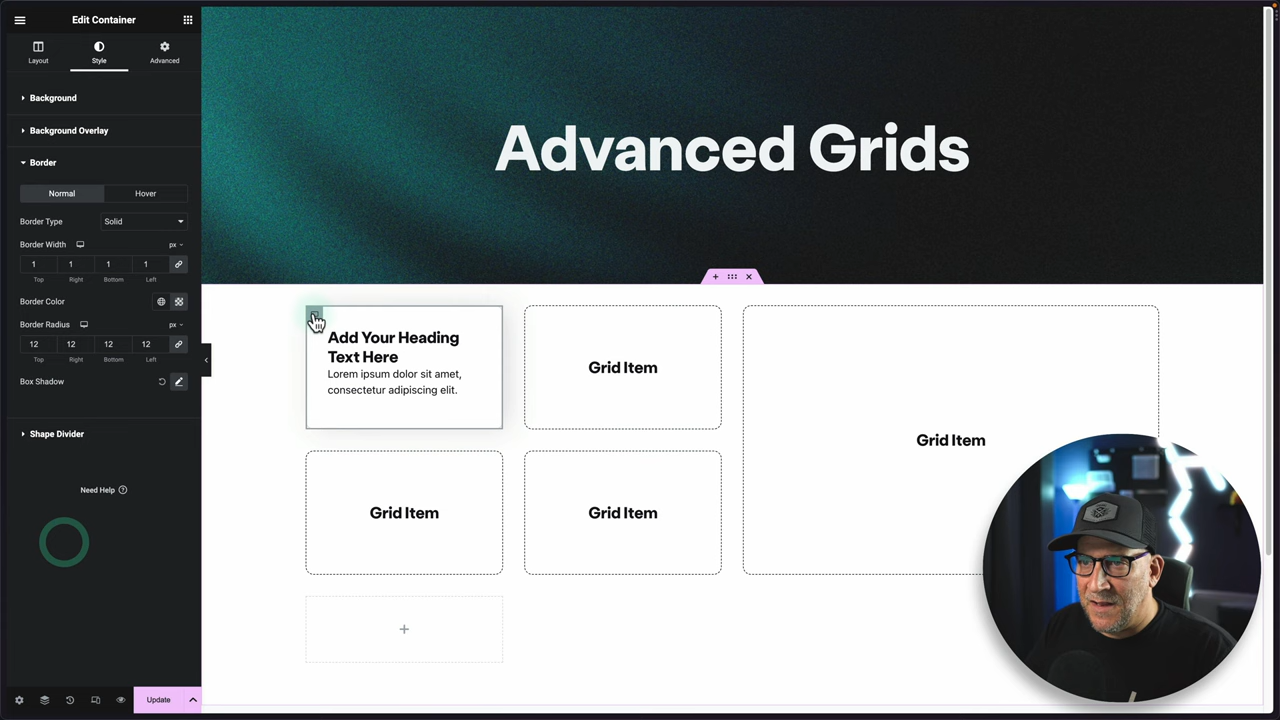 Edit Container
Layout
Style
Advanced
Background
Background Overlay
Border
Normal
Hover
Border Type
Solid
Border Width
px
1
1
1
1
Top
Right
Bottom
Left
Border Color
Border Radius
px
12
12
12
12
Top
Right
Bottom
Left
Box Shadow
Shape Divider
Need Help
Update
Advanced Grids
Add Your Heading
Text Here
Lorem ipsum dolor sit amet,
consectetur adipiscing elit.
Grid Item
Grid Item
Grid Item
Grid Item